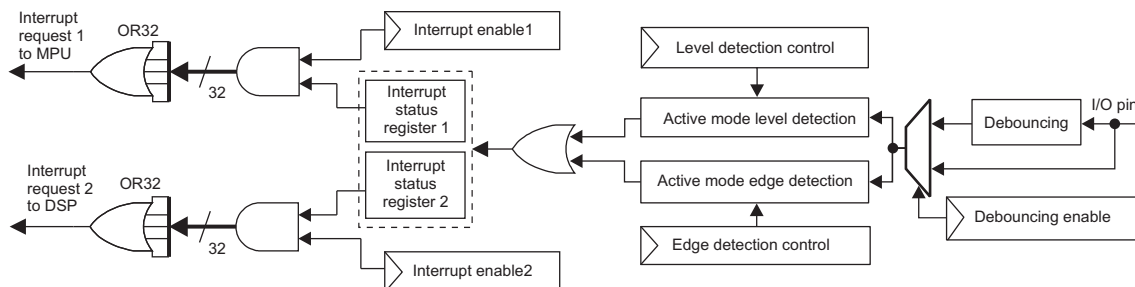 Interrupt
request 1
to MPU
OR32
32
Interrupt enable1
Interrupt
status
register 1
Interrupt
status
register 2
Interrupt
request 2
to DSP
OR32
32
Interrupt enable2
Level detection control
Active mode level detection
Active mode edge detection
Edge detection control
Debouncing
I/O pin
Debouncing enable